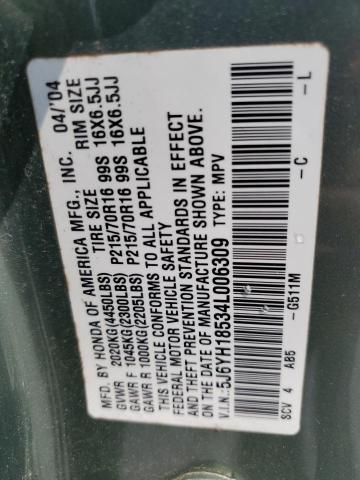 MFD. BY HONDA OF AMERICA MFG., INC. 04/'04
TIRE SIZE RIM SIZE
GVWR 2020KG(4450LBS)
GAWR F 1045KG(2300LBS) P215/70R16 99S 16X6.5JJ
GAWR R 1000KG(2205LBS) P215/70R16 99S 16X6.5JJ
THIS VEHICLE CONFORMS TO ALL APPLICABLE
FEDERAL MOTOR VEHICLE SAFETY
AND THEFT PREVENTION STANDARDS IN EFFECT
ON THE DATE OF MANUFACTURE SHOWN ABOVE.
V.I.N.:5J6YH18534L006309 TYPE: MPV
SCV 4 A85 -G511M -C -L